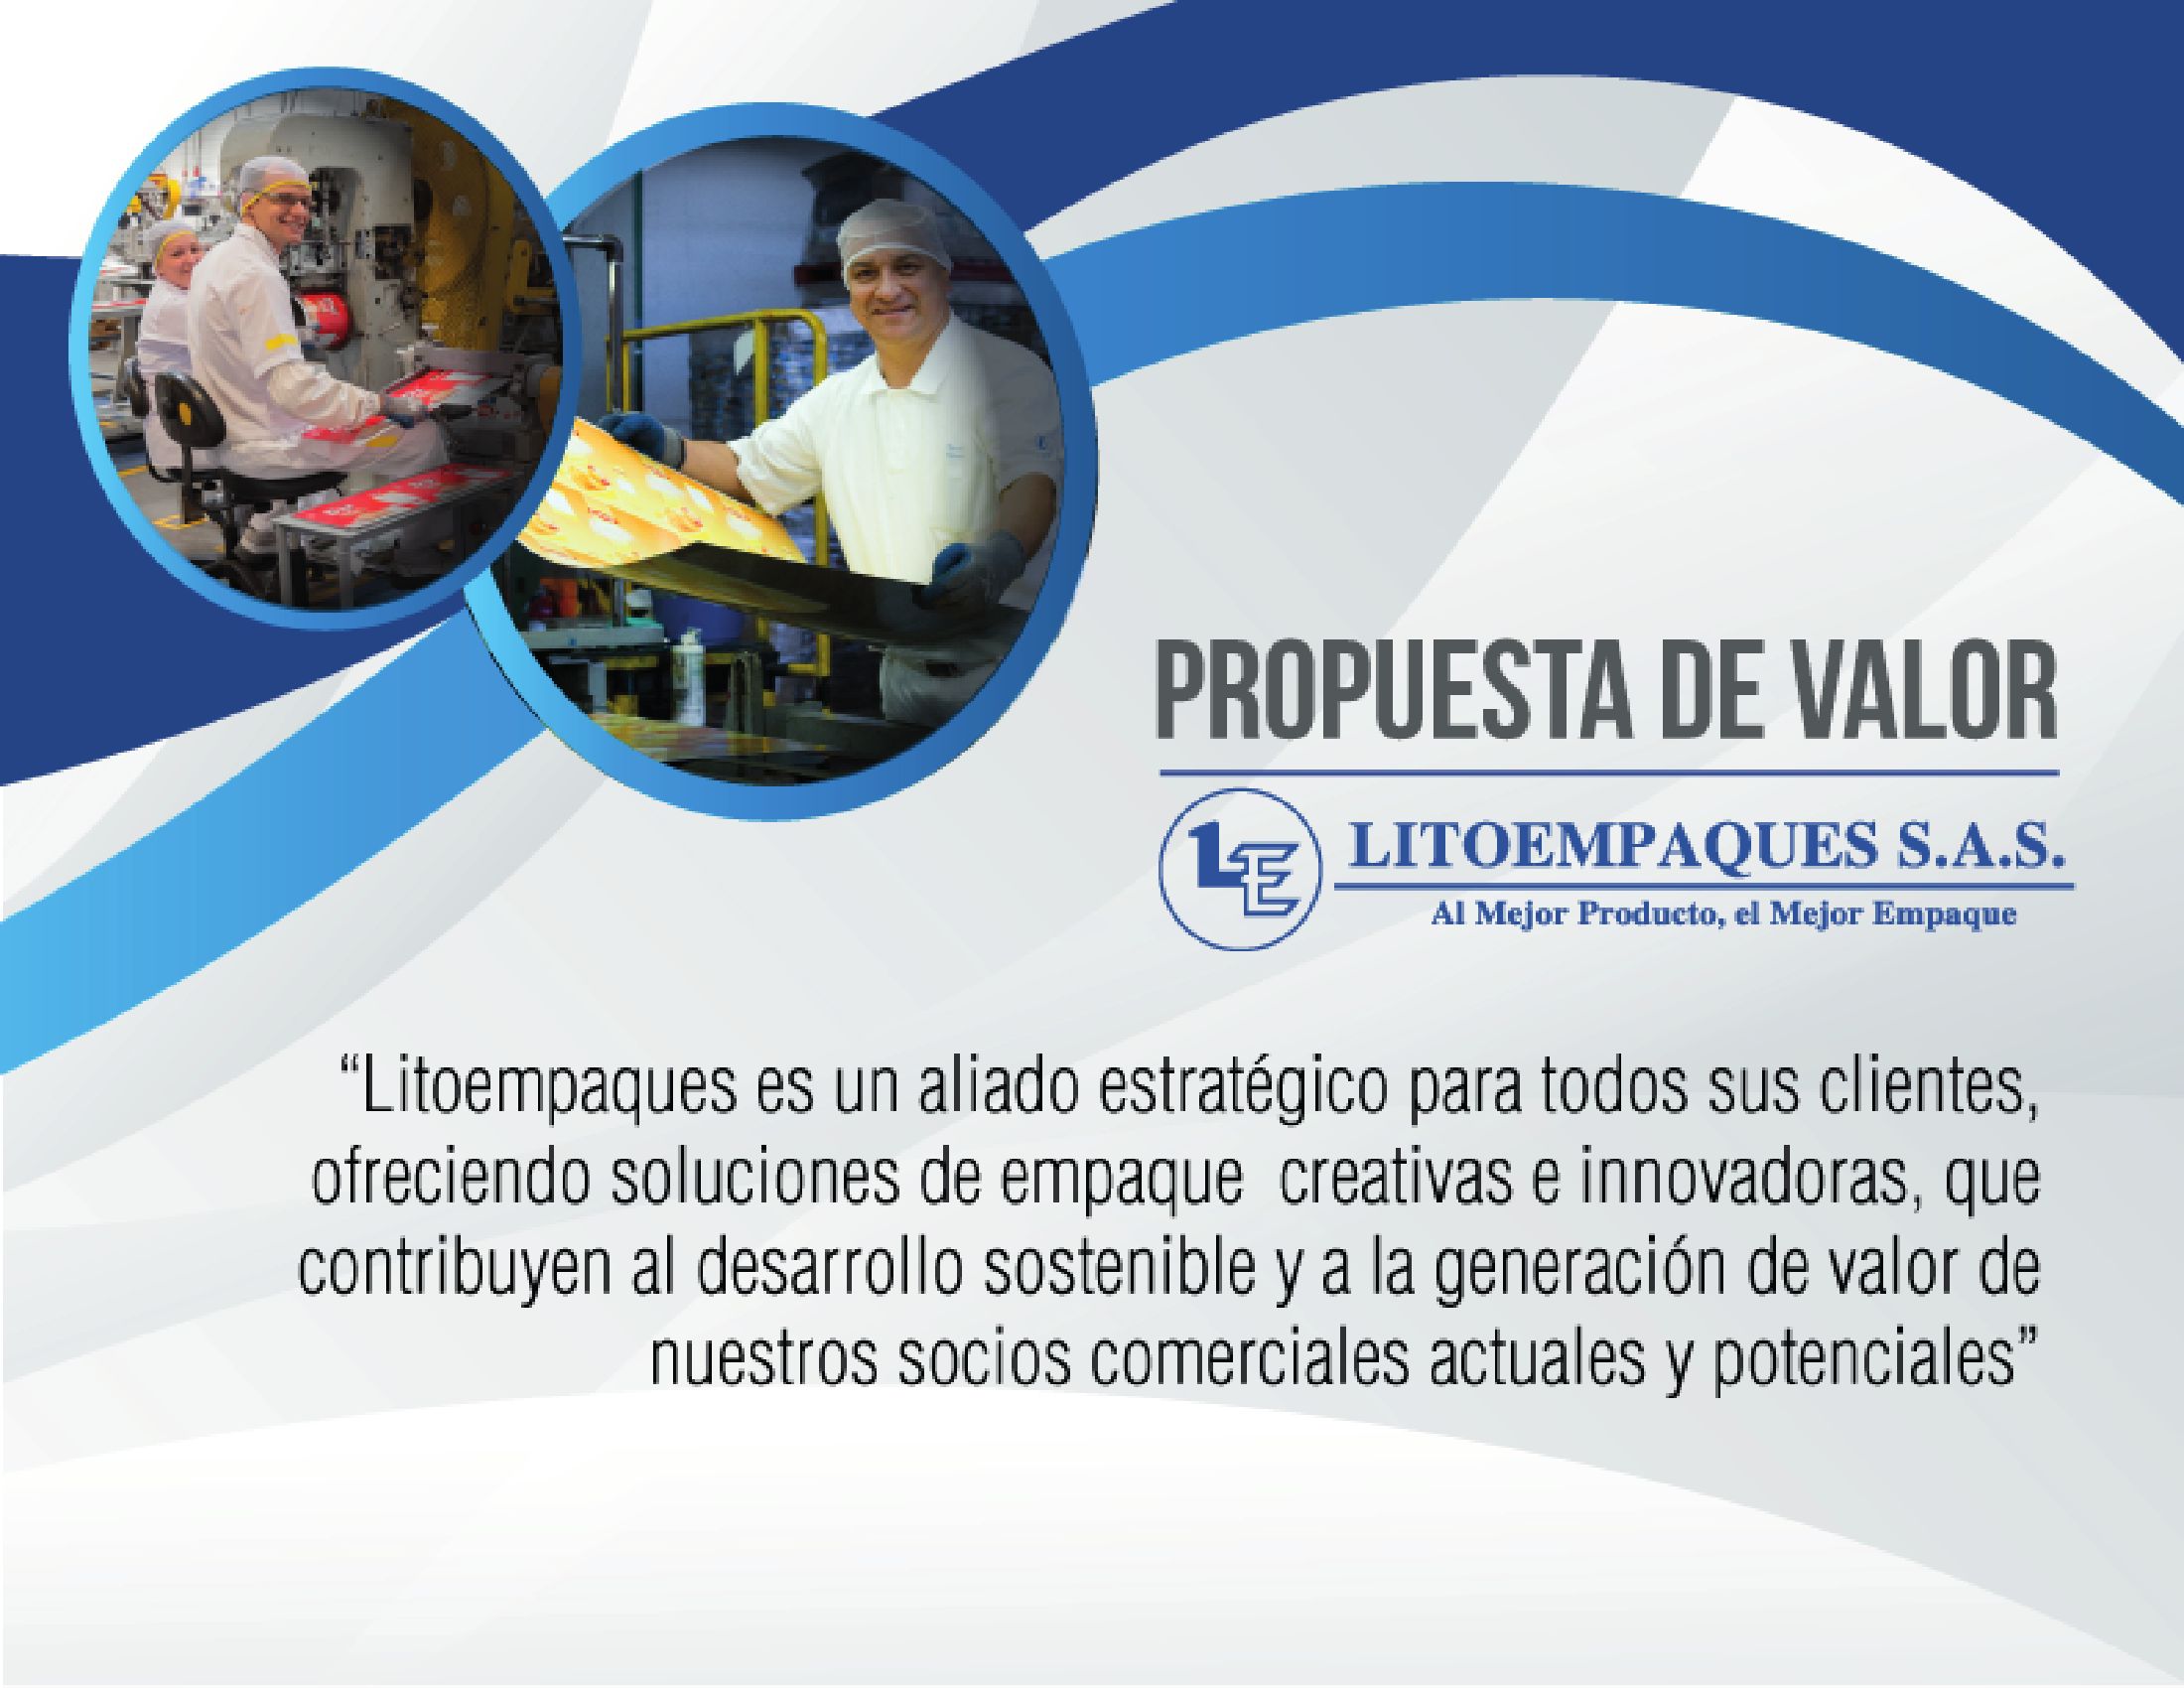 PROPUESTA DE VALOR
LE
LITOEMPAQUES S.A.S.
Al Mejor Producto, el Mejor Empaque
“Litoempaques es un aliado estratégico para todos sus clientes,
ofreciendo soluciones de empaque  creativas e innovadoras, que
contribuyen al desarrollo sostenible y a la generación de valor de
nuestros socios comerciales actuales y potenciales”